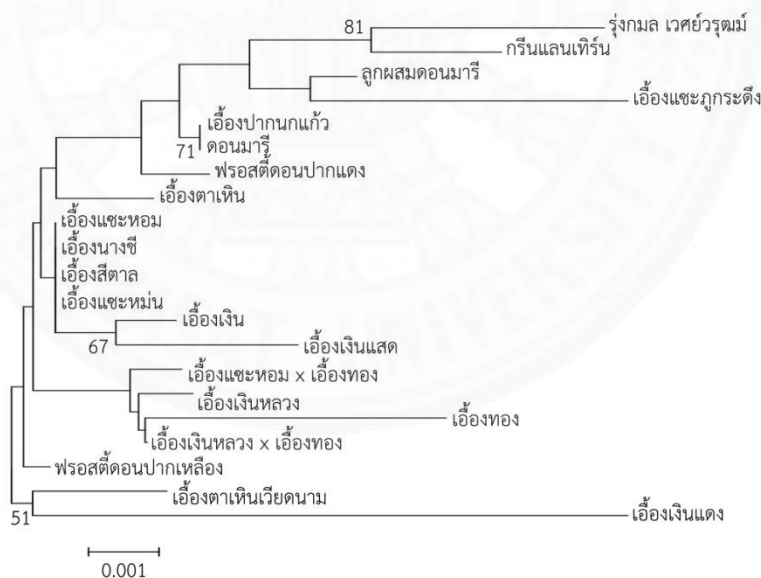 81
รุ่งกมล เวศย์วรุฒม์
กรีนแลนเทิร์น
ลูกผสมดอนมารี
เอื้องแซะภูกระดึง
เอื้องปากนกแก้ว
71
ดอนมารี
ฟรอสตี้ดอนปากแดง
เอื้องตาเหิน
เอื้องแซะหอม
เอื้องนางชี
เอื้องสีตาล
เอื้องแซะหม่น
เอื้องเงิน
67
เอื้องเงินแสด
เอื้องแซะหอม x เอื้องทอง
เอื้องเงินหลวง
เอื้องทอง
เอื้องเงินหลวง x เอื้องทอง
ฟรอสตี้ดอนปากเหลือง
เอื้องตาเหินเวียดนาม
51
เอื้องเงินแดง
0.001